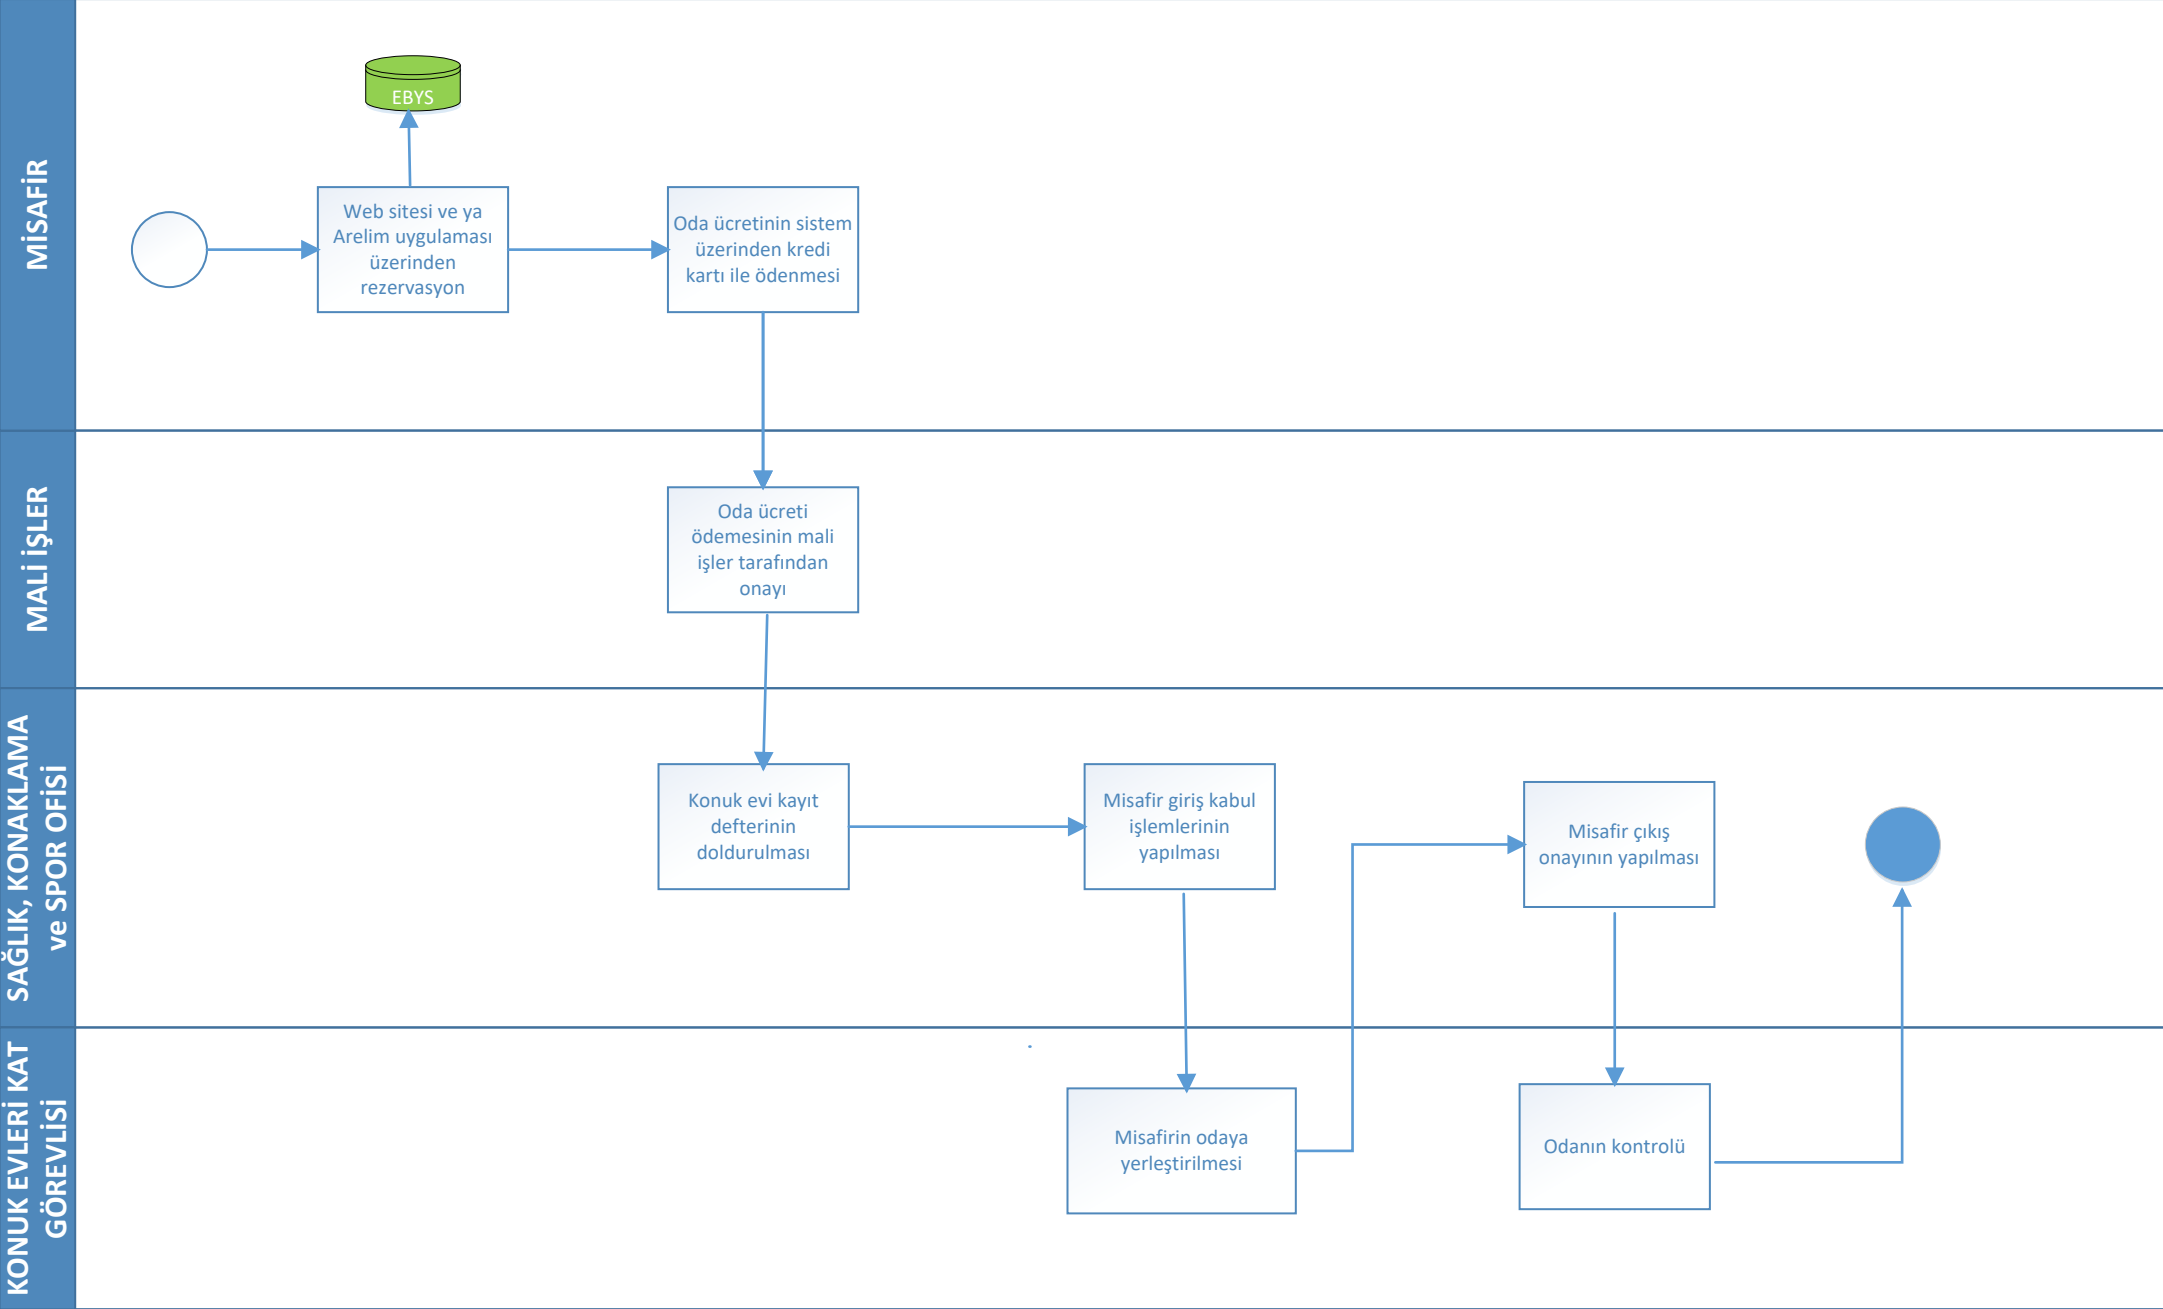 MİSAFİR
EBYS
Web sitesi ve ya
Arelim uygulaması
üzerinden
rezervasyon
Oda ücretinin sistem
üzerinden kredi
kartı ile ödenmesi
MALİ İŞLER
Oda ücreti
ödemesinin mali
işler tarafından
onayı
SAĞLIK, KONAKLAMA
ve SPOR OFİSİ
Konuk evi kayıt
defterinin
doldurulması
Misafir giriş kabul
işlemlerinin
yapılması
Misafir çıkış
onayının yapılması
KONUK EVLERİ KAT
GÖREVLİSİ
Misafirin odaya
yerleştirilmesi
Odanın kontrolü